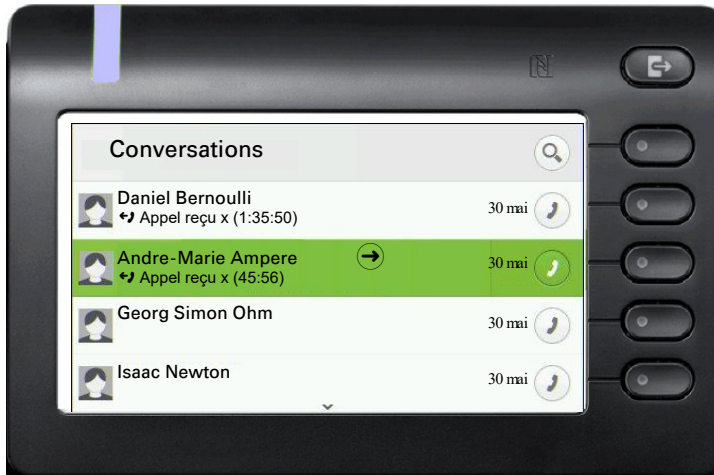 Conversations
Daniel Bernoulli
Appel reçu x (1:35:50)
30 mai
Andre-Marie Ampere
Appel reçu x (45:56)
30 mai
Georg Simon Ohm
30 mai
Isaac Newton
30 mai